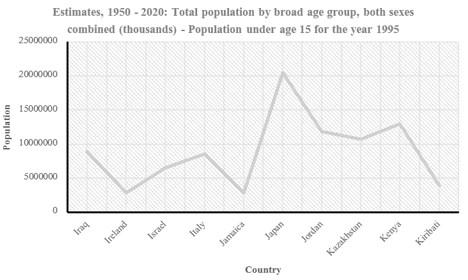 Estimates, 1950 - 2020: Total population by broad age group, both sexes
combined (thousands) - Population under age 15 for the year 1995
25000000
20000000
15000000
10000000
5000000
0
Population
Iraq
Ireland
Israel
Italy
Jamaica
Japan
Jordan
Kazakhstan
Kenya
Kiribati
Country